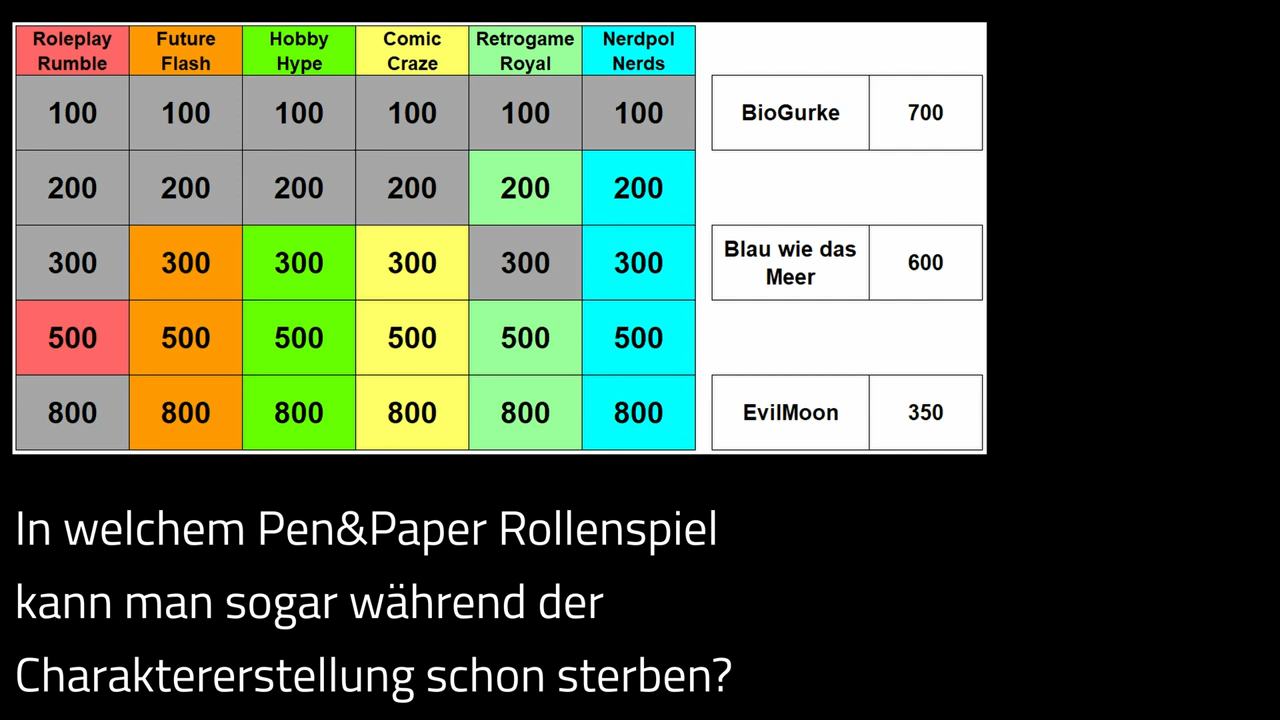 Roleplay Future Hobby Comic Retrogame Nerdpol
Rumble Flash Hype Craze Royal Nerds
100 100 100 100 100 100 BioGurke 700
200 200 200 200 200 200
300 300 300 300 300 300 Blau wie das Meer 600
500 500 500 500 500 500
800 800 800 800 800 800 EvilMoon 350
In welchem Pen&Paper Rollenspiel
kann man sogar während der
Charaktererstellung schon sterben?